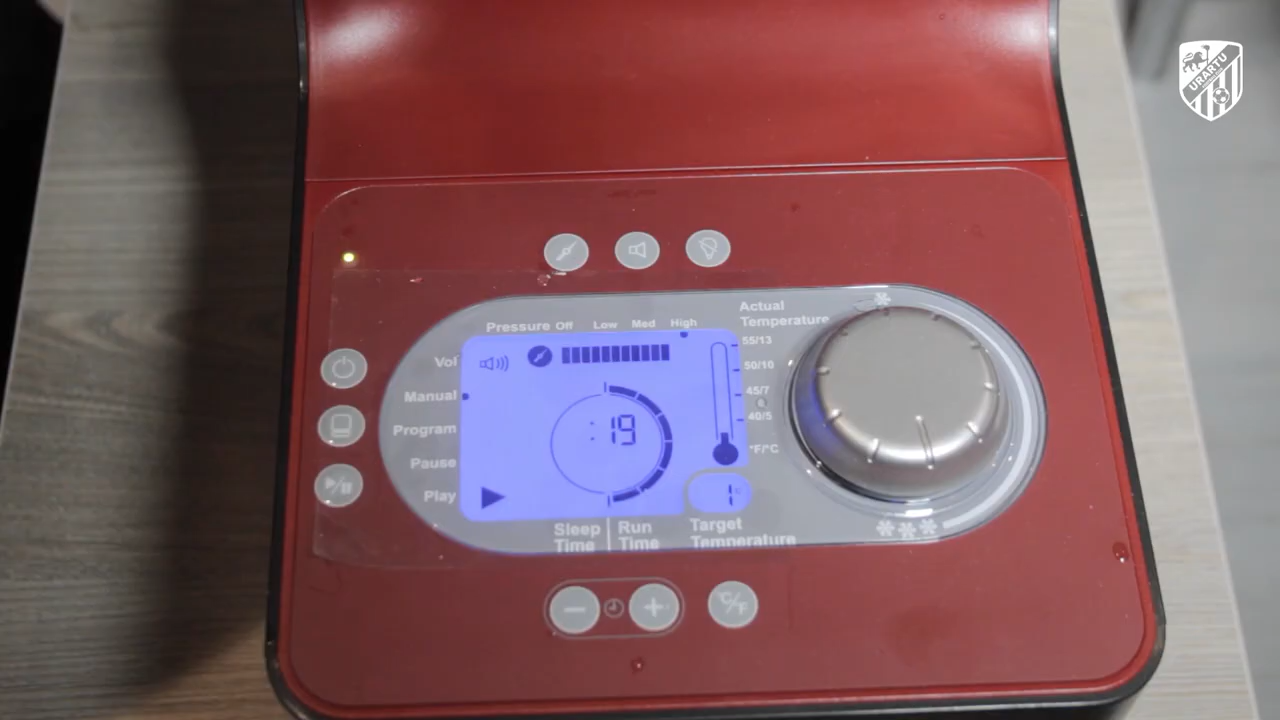 URARTU
Actual
Temperature
Pressure Off Low Med High
55/13
Vol
50/10
Manual
45/7
40/5
Program
:19
°F/°C
Pause
Play
1°C
Sleep
Time
Run
Time
Target
Temperature
°C/°F